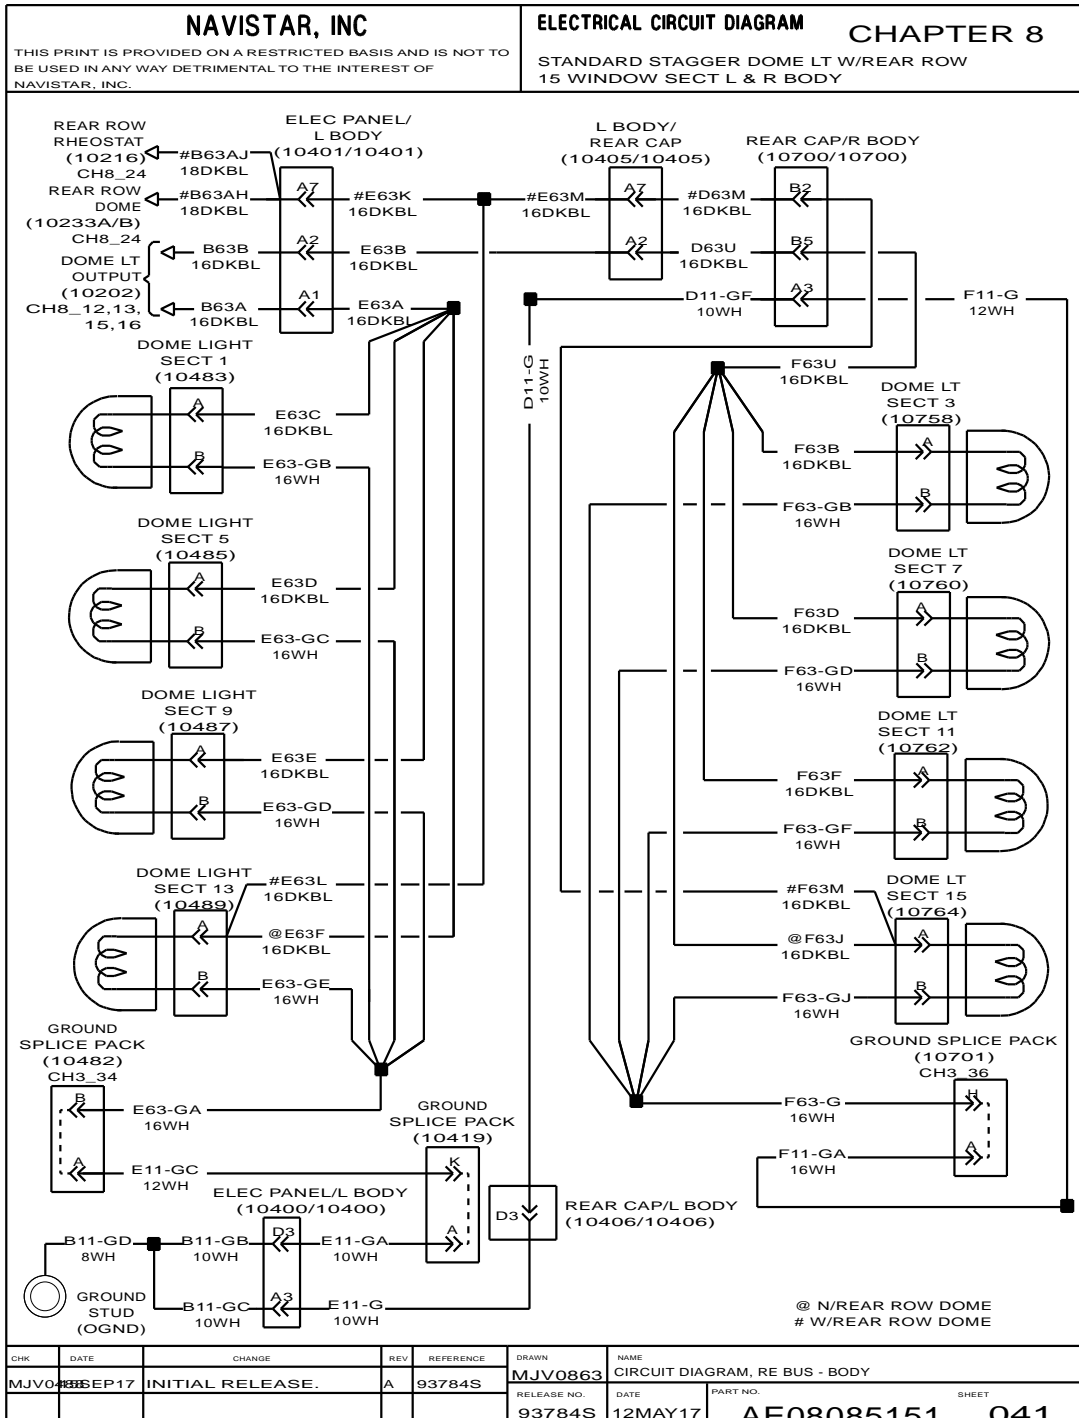 NAVISTAR, INC
THIS PRINT IS PROVIDED ON A RESTRICTED BASIS AND IS NOT TO
BE USED IN ANY WAY DETRIMENTAL TO THE INTEREST OF
NAVISTAR, INC.
ELECTRICAL CIRCUIT DIAGRAM
CHAPTER 8
STANDARD STAGGER DOME LT W/REAR ROW
15 WINDOW SECT L & R BODY
REAR ROW
RHEOSTAT
(10216)
CH8_24
REAR ROW
DOME
(10233A/B)
CH8_24
DOME LT
OUTPUT
(10202)
CH8_12,13,
15,16
#B63AJ
18DKBL
#B63AH
18DKBL
B63B
16DKBL
B63A
16DKBL
ELEC PANEL/
L BODY
(10401/10401)
A7
A2
A1
#E63K
16DKBL
E63B
16DKBL
E63A
16DKBL
L BODY/
REAR CAP
(10405/10405)
#E63M
16DKBL
A7
A2
#D63M
16DKBL
D63U
16DKBL
D11-GF
10WH
REAR CAP/R BODY
(10700/10700)
B2
B5
A3
F11-G
12WH
D11-G
10WH
F63U
16DKBL
DOME LIGHT
SECT 1
(10483)
A
E63C
16DKBL
B
E63-GB
16WH
DOME LIGHT
SECT 5
(10485)
A
E63D
16DKBL
B
E63-GC
16WH
DOME LIGHT
SECT 9
(10487)
A
E63E
16DKBL
B
E63-GD
16WH
DOME LIGHT
SECT 13
(10489)
#E63L
16DKBL
A
@E63F
16DKBL
B
E63-GE
16WH
DOME LT
SECT 3
(10758)
F63B
16DKBL
A
F63-GB
16WH
B
DOME LT
SECT 7
(10760)
F63D
16DKBL
A
F63-GD
16WH
B
DOME LT
SECT 11
(10762)
F63F
16DKBL
A
F63-GF
16WH
B
DOME LT
SECT 15
(10764)
#F63M
16DKBL
@F63J
16DKBL
A
F63-GJ
16WH
B
GROUND
SPLICE PACK
(10482)
CH3_34
B
E63-GA
16WH
A
E11-GC
12WH
GROUND
SPLICE PACK
(10419)
K
A
GROUND SPLICE PACK
(10701)
CH3_36
F63-G
16WH
H
F11-GA
16WH
A
ELEC PANEL/L BODY
(10400/10400)
B11-GD
8WH
B11-GB
10WH
D3
E11-GA
10WH
B11-GC
10WH
A3
E11-G
10WH
GROUND
STUD
(OGND)
D3
REAR CAP/L BODY
(10406/10406)
@ N/REAR ROW DOME
# W/REAR ROW DOME
CHK DATE CHANGE REV REFERENCE
INITIAL RELEASE. A 93784S
DRAWN
MJV0863
NAME
CIRCUIT DIAGRAM, RE BUS - BODY
RELEASE NO.
93784S
DATE
12MAY17
PART NO.
AE08085151
SHEET
041